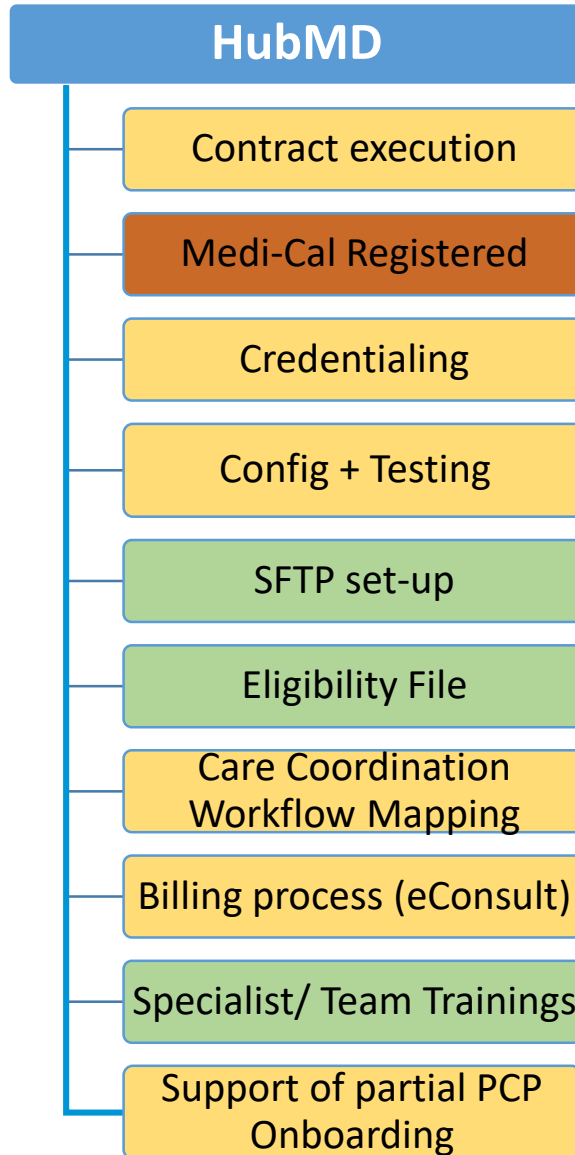 HubMD
Contract execution
Medi-Cal Registered
Credentialing
Config + Testing
SFTP set-up
Eligibility File
Care Coordination
Workflow Mapping
Billing process (eConsult)
Specialist/ Team Trainings
Support of partial PCP
Onboarding